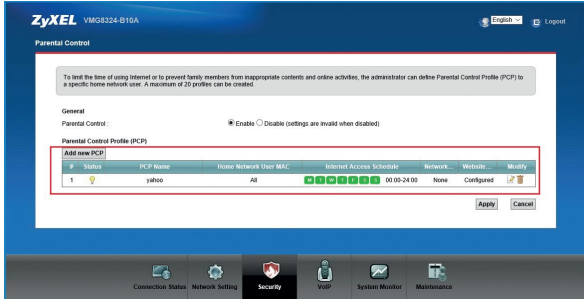 ZyXEL VMG8324-B10A English Logout
Parental Control
To limit the time of using Internet or to prevent family members from inappropriate contents and online activities, the administrator can define Parental Control Profile (PCP) to
a specific home network user. A maximum of 20 profiles can be created.
General
Parental Control : Enable Disable (settings are invalid when disabled)
Parental Control Profile (PCP)
Add new PCP
# Status PCP Name Home Network User MAC Internet Access Schedule Network... Website... Modify
1 yahoo All M T W T F S S 00:00-24:00 None Configured
Apply Cancel
Connection Status Network Setting Security VoIP System Monitor Maintenance